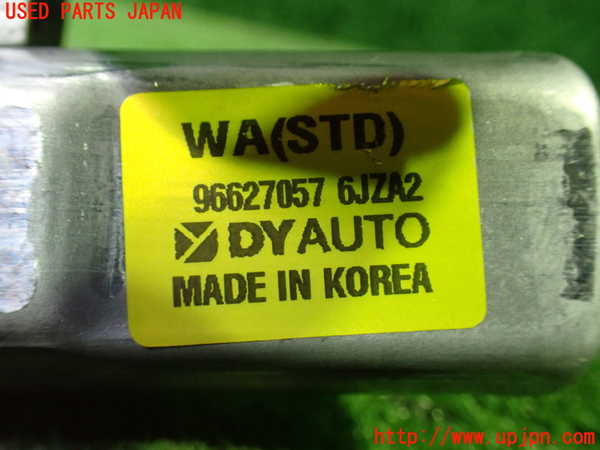 USED PARTS JAPAN
WA(STD)
96627057 6JZA2
DYAUTO
MADE IN KOREA
http://www.upjpn.com